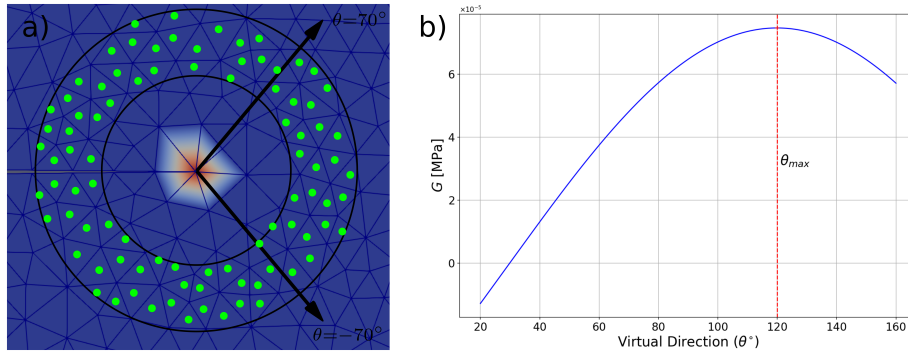 a)
θ=70°
θ=−70°
b)
×10⁻⁵
6
4
2
0
G [MPa]
θmax
20 40 60 80 100 120 140 160
Virtual Direction (θ°)